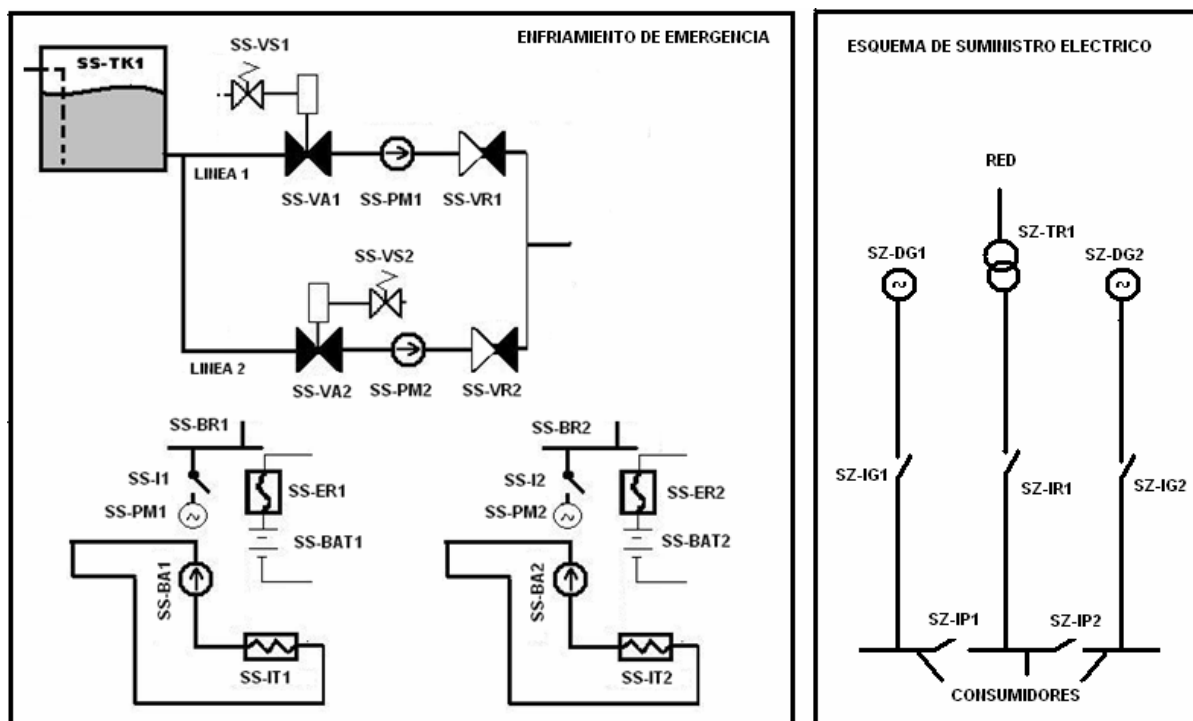 ENFRIAMIENTO DE EMERGENCIA
SS-VS1
SS-TK1
LINEA 1
SS-VA1
SS-PM1
SS-VR1
SS-VS2
LINEA 2
SS-VA2
SS-PM2
SS-VR2
SS-BR1
SS-I1
SS-PM1
SS-ER1
SS-BAT1
SS-BA1
SS-IT1
SS-BR2
SS-I2
SS-PM2
SS-ER2
SS-BAT2
SS-BA2
SS-IT2
ESQUEMA DE SUMINISTRO ELECTRICO
RED
SZ-TR1
SZ-DG1
SZ-DG2
SZ-IG1
SZ-IR1
SZ-IG2
SZ-IP1
SZ-IP2
CONSUMIDORES